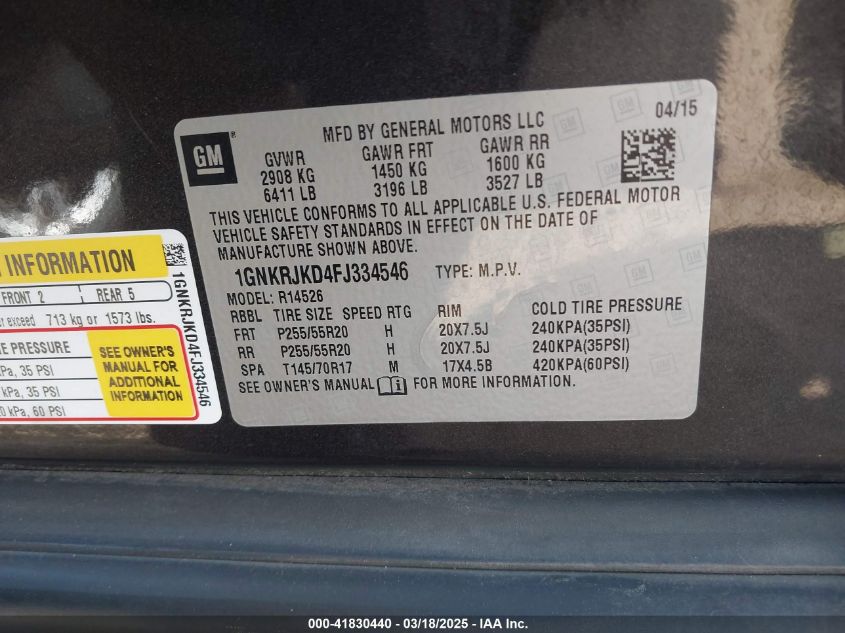 04/15
GM
MFD BY GENERAL MOTORS LLC
GVWR GAWR FRT GAWR RR
2908 KG 1450 KG 1600 KG
6411 LB 3196 LB 3527 LB
THIS VEHICLE CONFORMS TO ALL APPLICABLE U.S. FEDERAL MOTOR
VEHICLE SAFETY STANDARDS IN EFFECT ON THE DATE OF
MANUFACTURE SHOWN ABOVE.
1GNKRJKD4FJ334546 TYPE: M.P.V.
MODEL: R14526
RBBL TIRE SIZE SPEED RTG RIM COLD TIRE PRESSURE
FRT P255/55R20 H 20X7.5J 240KPA(35PSI)
RR P255/55R20 H 20X7.5J 240KPA(35PSI)
SPA T145/70R17 M 17X4.5B 420KPA(60PSI)
SEE OWNER'S MANUAL FOR MORE INFORMATION.
INFORMATION
FRONT 2 REAR 5
exceed 713 kg or 1573 lbs.
PRESSURE
35 PSI
kPa, 35 PSI
kPa, 60 PSI
SEE OWNER'S
MANUAL FOR
ADDITIONAL
INFORMATION
1GNKRJKD4FJ334546
000-41830440 - 03/18/2025 - IAA Inc.